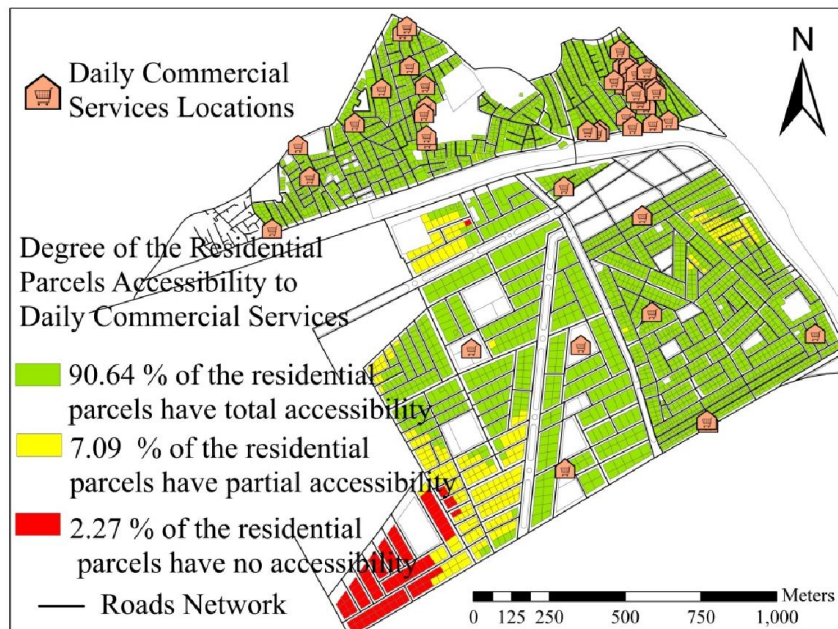 Daily Commercial
Services Locations
N
Degree of the Residential
Parcels Accessibility to
Daily Commercial Services
90.64 % of the residential
parcels have total accessibility
7.09 % of the residential
parcels have partial accessibility
2.27 % of the residential
parcels have no accessibility
Roads Network
Meters
0 125 250 500 750 1,000